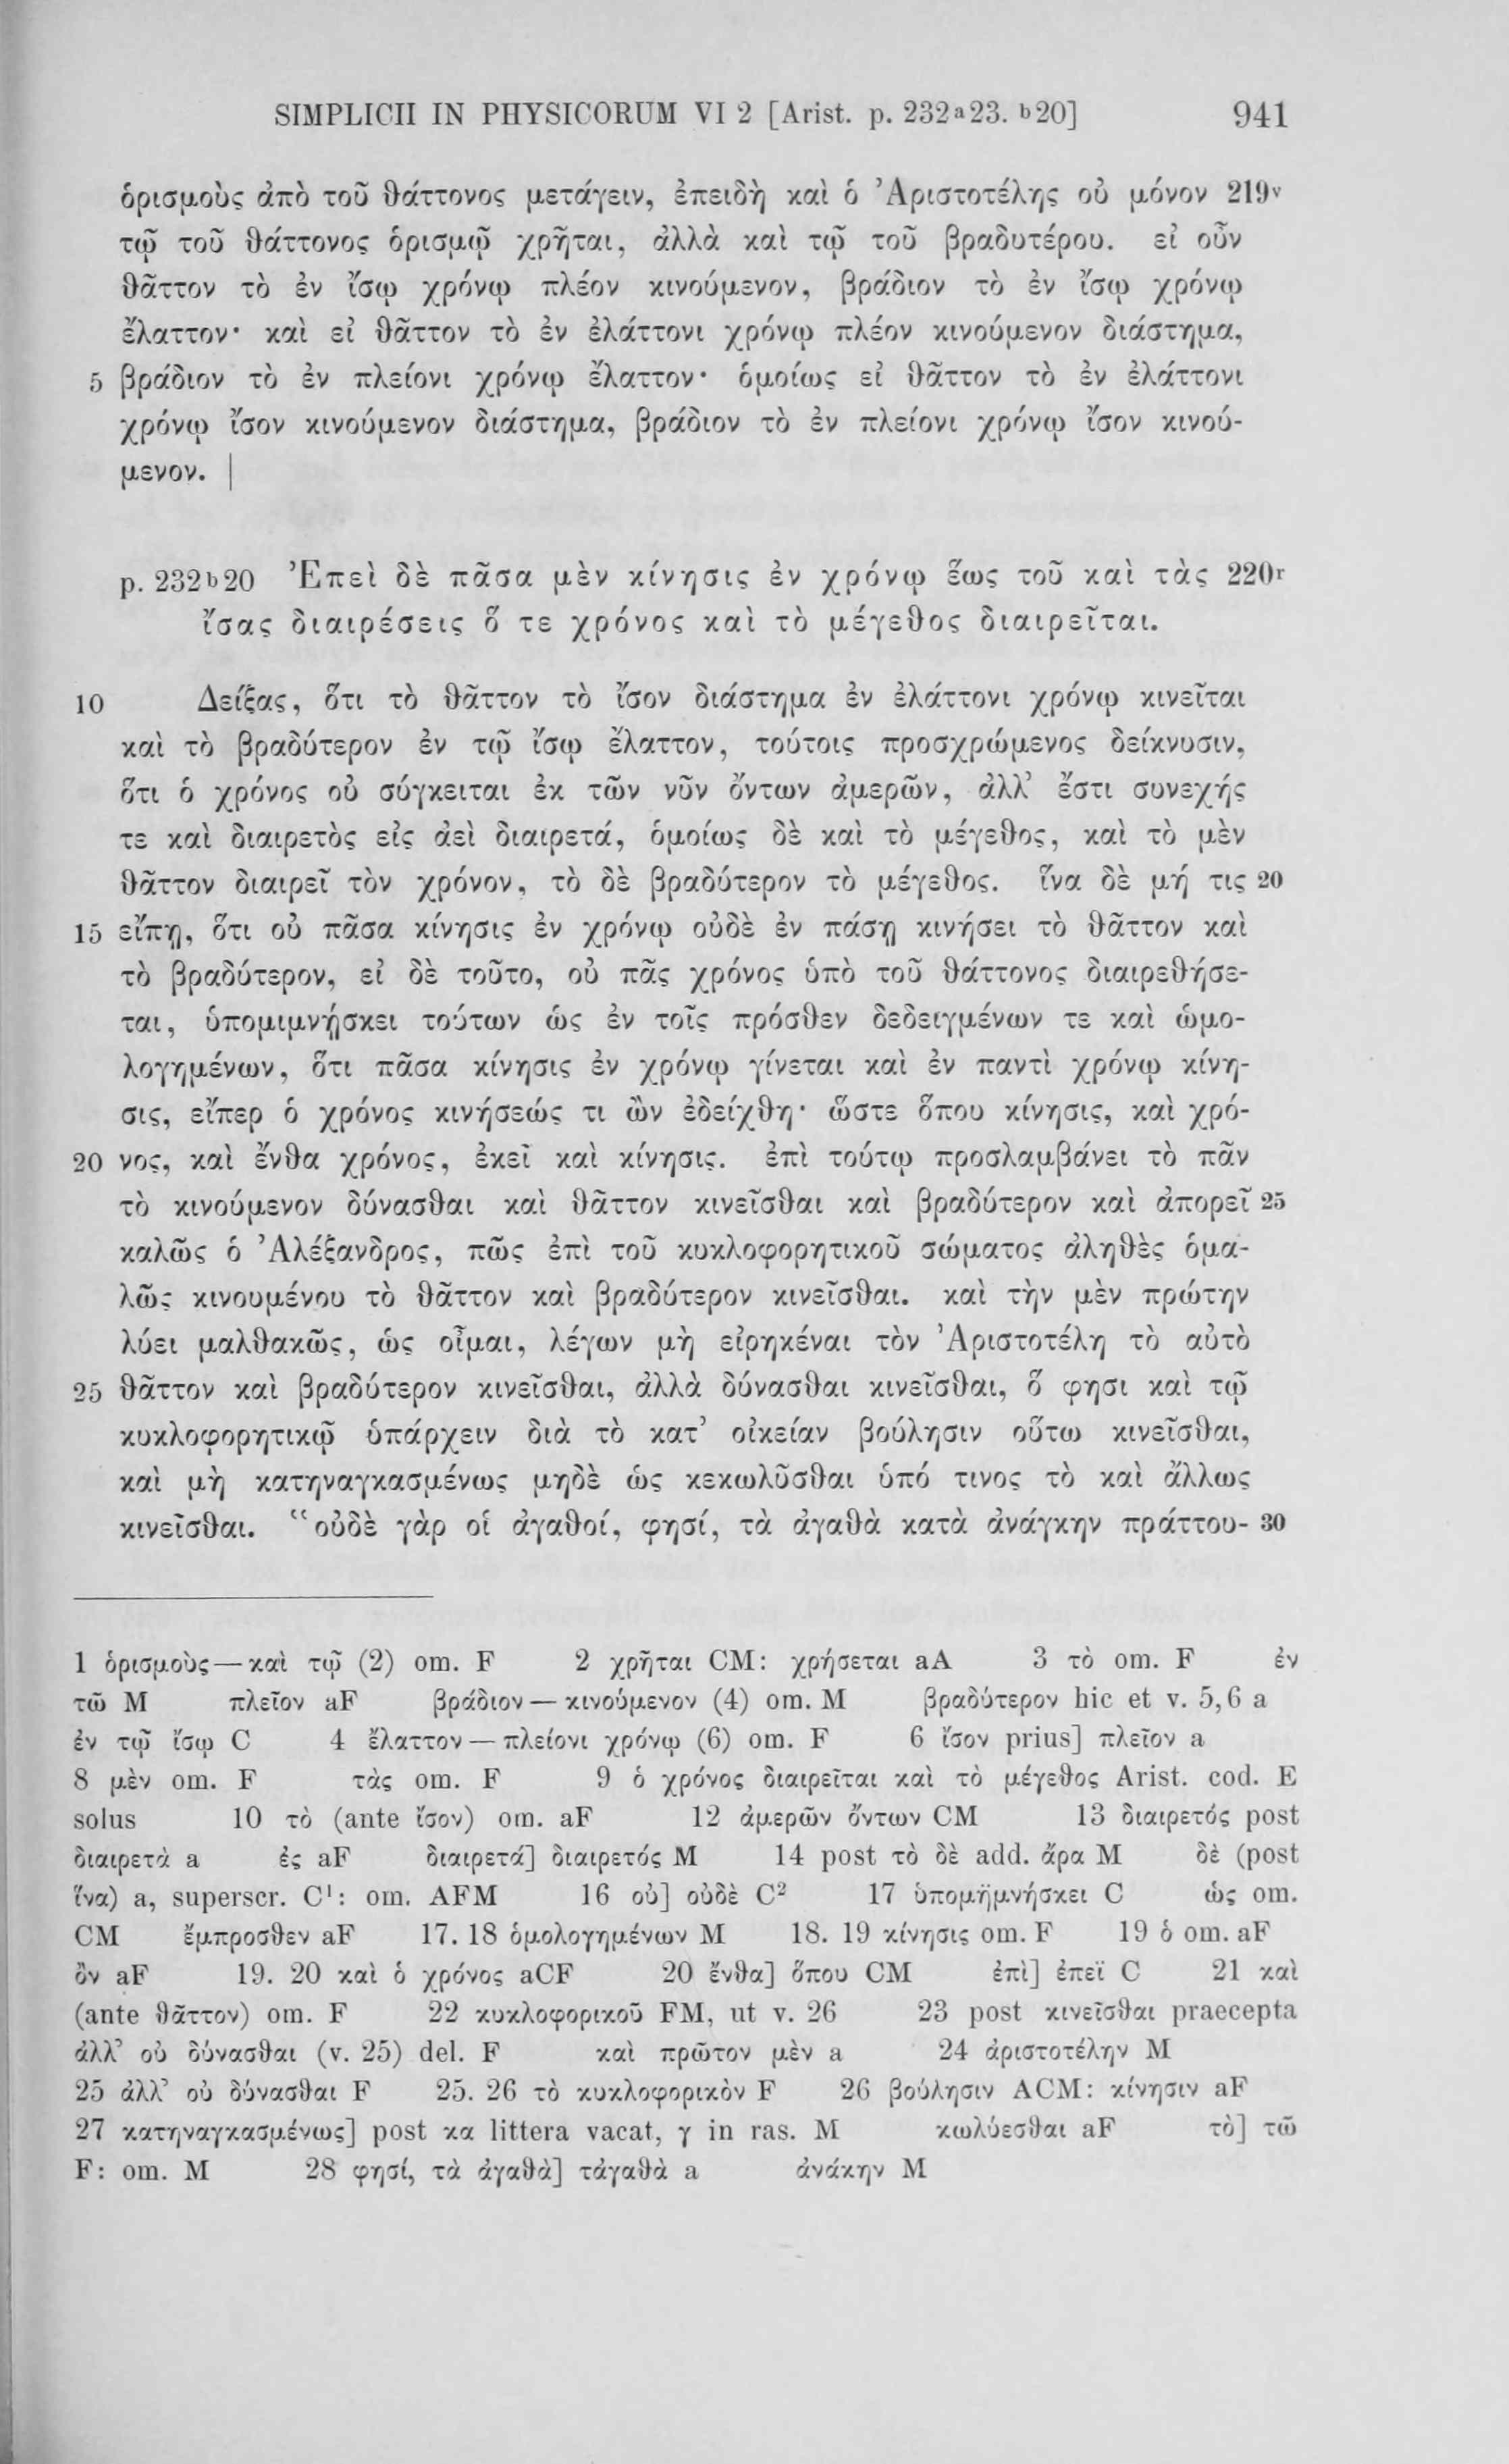 SIMPLICII IN PHYSICORUM VI 2 [Arist. p. 232ᵃ23. ᵇ20] 941
ὁρισμοὺς ἀπὸ τοῦ θάττονος μετάγειν, ἐπειδὴ καὶ ὁ Ἀριστοτέλης οὐ μόνον 219ᵛ
τῷ τοῦ θάττονος ὁρισμῷ χρῆται, ἀλλὰ καὶ τῷ τοῦ βραδυτέρου. εἰ οὖν
θᾶττον τὸ ἐν ἴσῳ χρόνῳ πλέον κινούμενον, βράδιον τὸ ἐν ἴσῳ χρόνῳ
ἔλαττον· καὶ εἰ θᾶττον τὸ ἐν ἐλάττονι χρόνῳ πλέον κινούμενον διάστημα,
5 βράδιον τὸ ἐν πλείονι χρόνῳ ἔλαττον· ὁμοίως εἰ θᾶττον τὸ ἐν ἐλάττονι
χρόνῳ ἴσον κινούμενον διάστημα, βράδιον τὸ ἐν πλείονι χρόνῳ ἴσον κινού-
μενον. |
p. 232ᵇ20 Ἐπεὶ δὲ πᾶσα μὲν κίνησις ἐν χρόνῳ ἕως τοῦ καὶ τὰς 220ʳ
ἴσας διαιρέσεις ὅ τε χρόνος καὶ τὸ μέγεθος διαιρεῖται.
10 Δείξας, ὅτι τὸ θᾶττον τὸ ἴσον διάστημα ἐν ἐλάττονι χρόνῳ κινεῖται
καὶ τὸ βραδύτερον ἐν τῷ ἴσῳ ἔλαττον, τούτοις προσχρώμενος δείκνυσιν,
ὅτι ὁ χρόνος οὐ σύγκειται ἐκ τῶν νῦν ὄντων ἀμερῶν, ἀλλ’ ἔστι συνεχής
τε καὶ διαιρετὸς εἰς ἀεὶ διαιρετά, ὁμοίως δὲ καὶ τὸ μέγεθος, καὶ τὸ μὲν
θᾶττον διαιρεῖ τὸν χρόνον, τὸ δὲ βραδύτερον τὸ μέγεθος. ἵνα δὲ μή τις 20
15 εἴπῃ, ὅτι οὐ πᾶσα κίνησις ἐν χρόνῳ οὐδὲ ἐν πάσῃ κινήσει τὸ θᾶττον καὶ
τὸ βραδύτερον, εἰ δὲ τοῦτο, οὐ πᾶς χρόνος ὑπὸ τοῦ θάττονος διαιρεθήσε-
ται, ὑπομιμνῄσκει τούτων ὡς ἐν τοῖς πρόσθεν δεδειγμένων τε καὶ ὡμο-
λογημένων, ὅτι πᾶσα κίνησις ἐν χρόνῳ γίνεται καὶ ἐν παντὶ χρόνῳ κίνη-
σις, εἴπερ ὁ χρόνος κινήσεώς τι ὢν ἐδείχθη· ὥστε ὅπου κίνησις, καὶ χρό-
20 νος, καὶ ἔνθα χρόνος, ἐκεῖ καὶ κίνησις. ἐπὶ τούτῳ προσλαμβάνει τὸ πᾶν
τὸ κινούμενον δύνασθαι καὶ θᾶττον κινεῖσθαι καὶ βραδύτερον καὶ ἀπορεῖ 25
καλῶς ὁ Ἀλέξανδρος, πῶς ἐπὶ τοῦ κυκλοφορητικοῦ σώματος ἀληθὲς ὁμα-
λῶς κινουμένου τὸ θᾶττον καὶ βραδύτερον κινεῖσθαι. καὶ τὴν μὲν πρώτην
λύει μαλθακῶς, ὡς οἶμαι, λέγων μὴ εἰρηκέναι τὸν Ἀριστοτέλη τὸ αὐτὸ
25 θᾶττον καὶ βραδύτερον κινεῖσθαι, ἀλλὰ δύνασθαι κινεῖσθαι, ὅ φησι καὶ τῷ
κυκλοφορητικῷ ὑπάρχειν διὰ τὸ κατ’ οἰκείαν βούλησιν οὕτω κινεῖσθαι,
καὶ μὴ κατηναγκασμένως μηδὲ ὡς κεκωλῦσθαι ὑπό τινος τὸ καὶ ἄλλως
κινεῖσθαι. “οὐδὲ γὰρ οἱ ἀγαθοί, φησί, τὰ ἀγαθὰ κατὰ ἀνάγκην πράττου- 30
1 ὁρισμοὺς—καὶ τῷ (2) om. F 2 χρῆται CM: χρήσεται aA 3 τὸ om. F ἐν
τῶ M πλεῖον aF βράδιον — κινούμενον (4) om. M βραδύτερον hic et v. 5,6 a
ἐν τῷ ἴσῳ C 4 ἔλαττον — πλείονι χρόνῳ (6) om. F 6 ἴσον prius] πλεῖον a
8 μὲν om. F τὰς om. F 9 ὁ χρόνος διαιρεῖται καὶ τὸ μέγεθος Arist. cod. E
solus 10 τὸ (ante ἴσον) om. aF 12 ἀμερῶν ὄντων CM 13 διαιρετός post
διαιρετὰ a ἐς aF διαιρετά] διαιρετός M 14 post τὸ δὲ add. ἄρα M δὲ (post
ἵνα) a, superscr. C¹: om. AFM 16 οὐ] οὐδὲ C² 17 ὑπομϊμνήσκει C ὡς om.
CM ἔμπροσθεν aF 17. 18 ὁμολογημένων M 18. 19 κίνησις om. F 19 ὁ om. aF
ὂν aF 19. 20 καὶ ὁ χρόνος aCF 20 ἔνθα] ὅπου CM ἐπὶ] ἐπεῖ C 21 καὶ
(ante θᾶττον) om. F 22 κυκλοφορικοῦ FM, ut v. 26 23 post κινεῖσθαι praecepta
ἀλλ’ οὐ δύνασθαι (v. 25) del. F καὶ πρῶτον μὲν a 24 ἀριστοτέλην M
25 ἀλλ’ οὐ δύνασθαι F 25. 26 τὸ κυκλοφορικὸν F 26 βούλησιν ACM: κίνησιν aF
27 κατηναγκασμένως] post κα littera vacat, γ in ras. M κωλύεσθαι aF τὸ] τῶ
F: om. M 28 φησί, τὰ ἀγαθὰ] τἀγαθὰ a ἀνάκην M